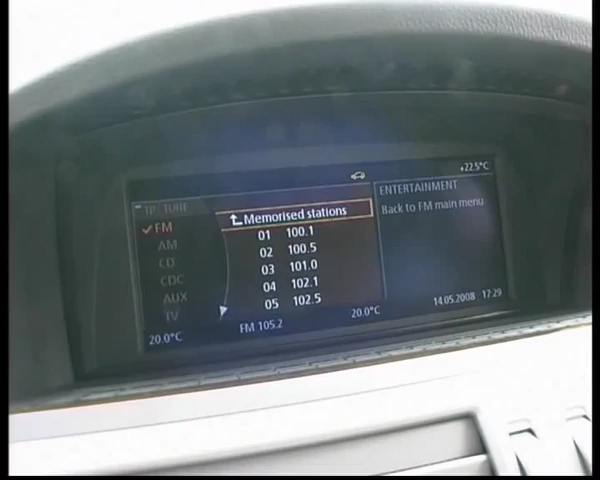 +22.5°C
TP TUNE
ENTERTAINMENT
Memorised stations
Back to FM main menu
FM
AM
CD
CDC
AUX
TV
01 100.1
02 100.5
03 101.0
04 102.1
05 102.5
20.0°C
FM 105.2
20.0°C
14.05.2008 17:29